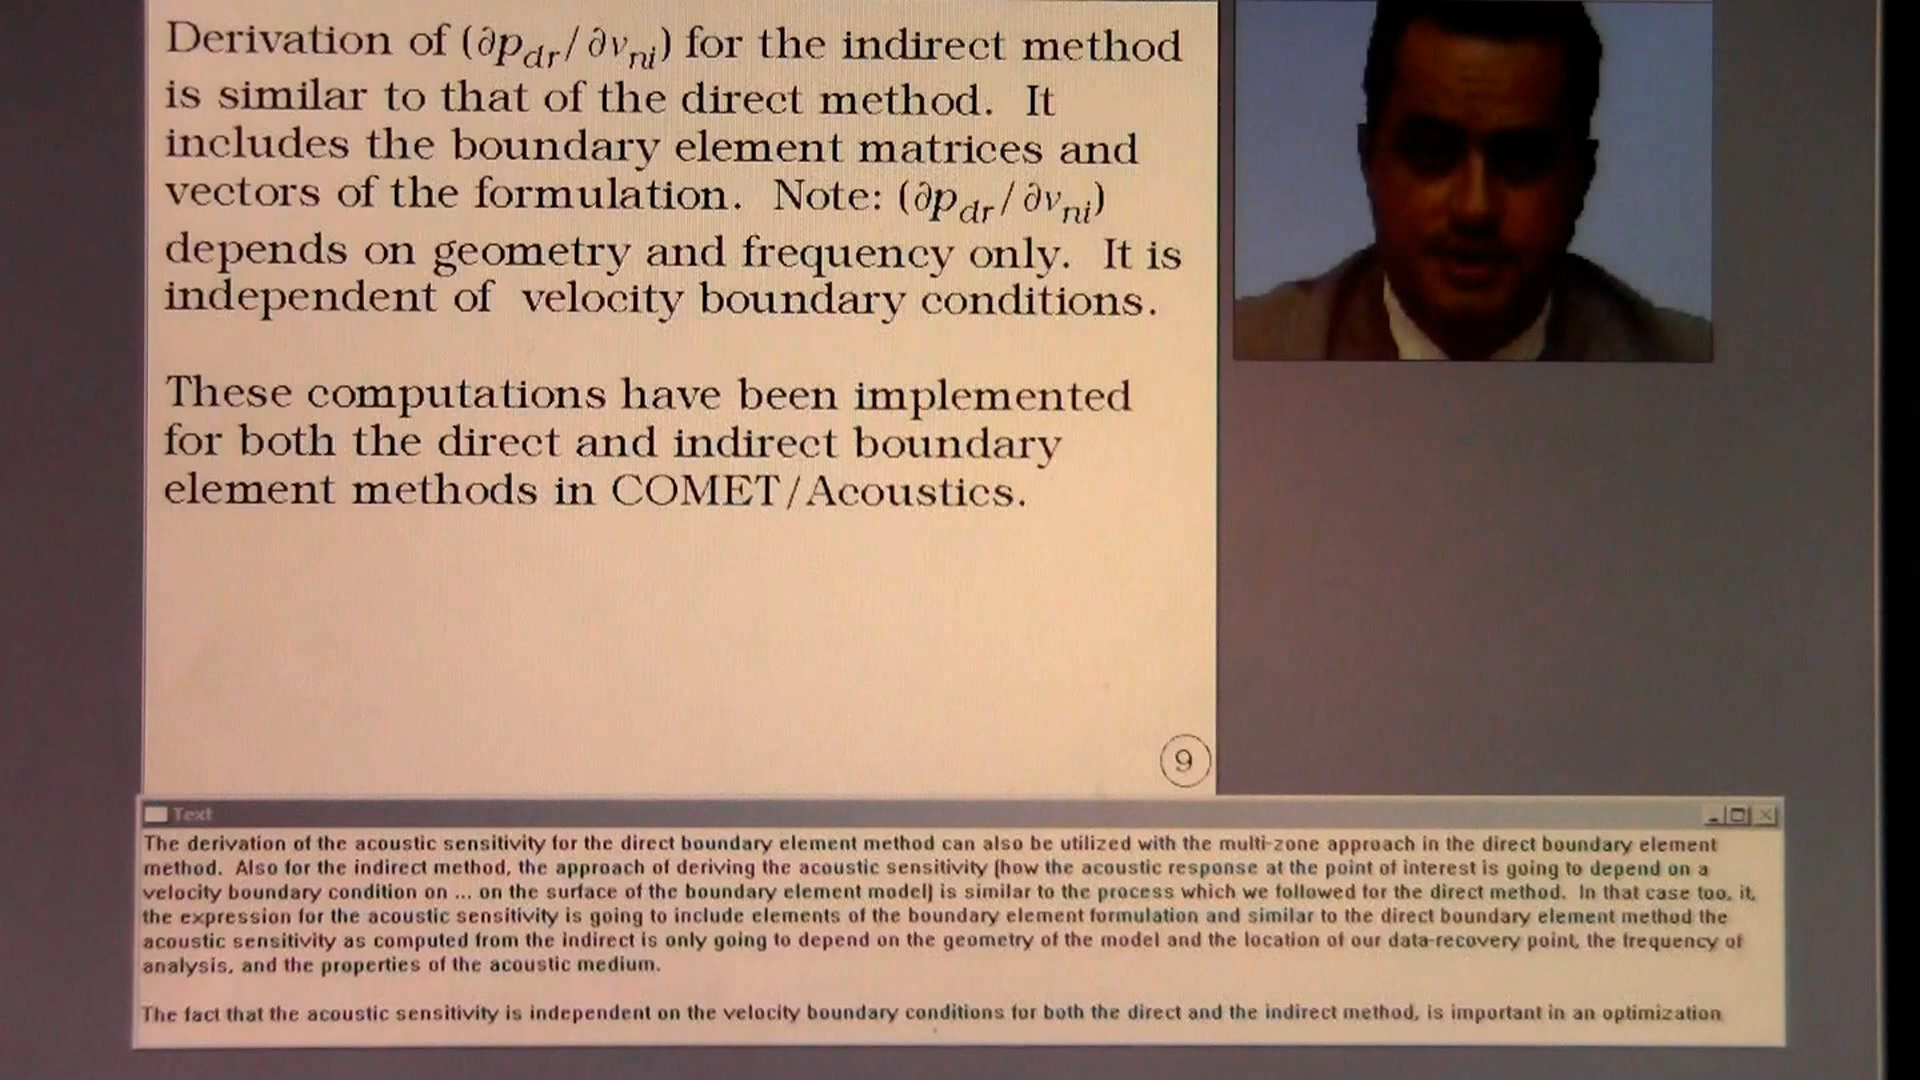 Derivation of (∂p_dr/∂v_ni) for the indirect method
is similar to that of the direct method. It
includes the boundary element matrices and
vectors of the formulation. Note: (∂p_dr/∂v_ni)
depends on geometry and frequency only. It is
independent of velocity boundary conditions.
These computations have been implemented
for both the direct and indirect boundary
element methods in COMET/Acoustics.
9
Text
The derivation of the acoustic sensitivity for the direct boundary element method can also be utilized with the multi-zone approach in the direct boundary element
method. Also for the indirect method, the approach of deriving the acoustic sensitivity (how the acoustic response at the point of interest is going to depend on a
velocity boundary condition on ... on the surface of the boundary element model) is similar to the process which we followed for the direct method. In that case too, it,
the expression for the acoustic sensitivity is going to include elements of the boundary element formulation and similar to the direct boundary element method the
acoustic sensitivity as computed from the indirect is only going to depend on the geometry of the model and the location of our data-recovery point, the frequency of
analysis, and the properties of the acoustic medium.
The fact that the acoustic sensitivity is independent on the velocity boundary conditions for both the direct and the indirect method, is important in an optimization